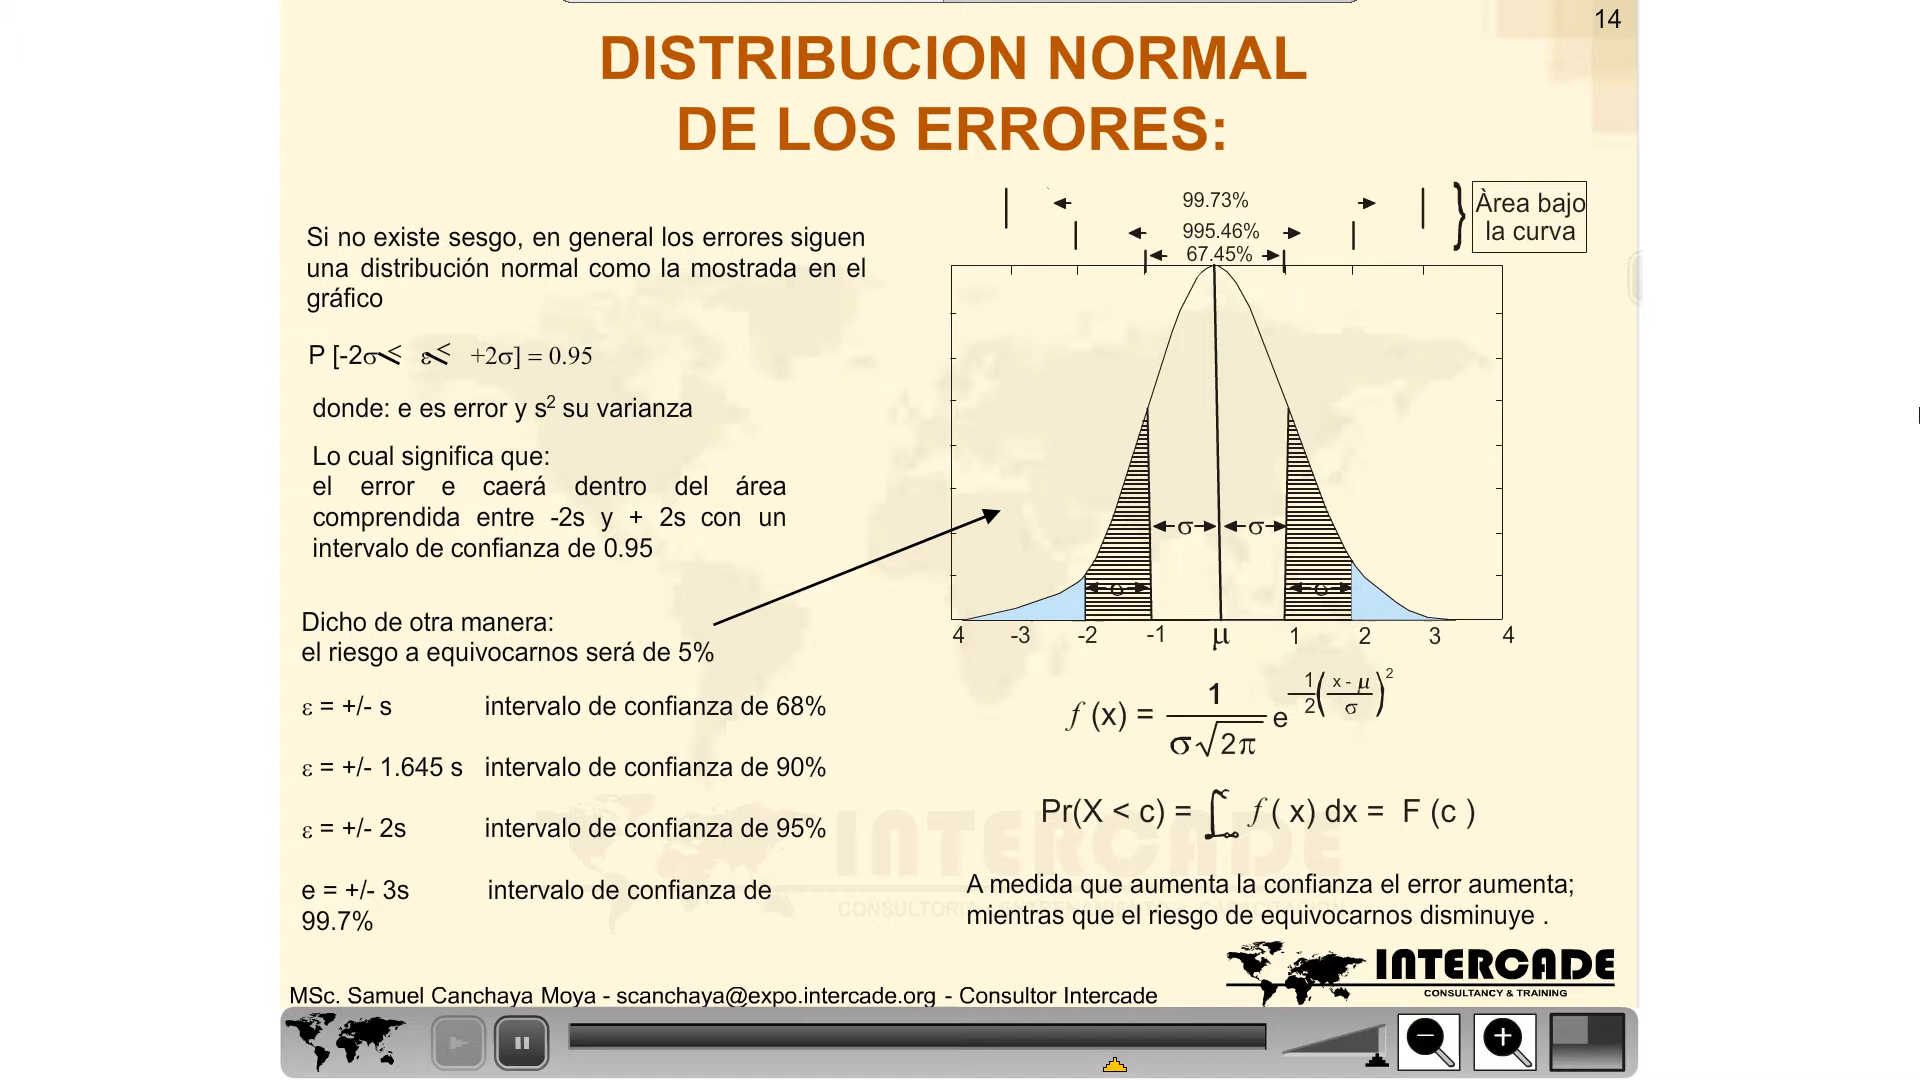 14
DISTRIBUCION NORMAL
DE LOS ERRORES:
Si no existe sesgo, en general los errores siguen
una distribución normal como la mostrada en el
gráfico
P [-2σ< ε< +2σ] = 0.95
donde: e es error y s² su varianza
Lo cual significa que:
el error e caerá dentro del área
comprendida entre -2s y + 2s con un
intervalo de confianza de 0.95
Dicho de otra manera:
el riesgo a equivocarnos será de 5%
ε = +/- s intervalo de confianza de 68%
ε = +/- 1.645 s intervalo de confianza de 90%
ε = +/- 2s intervalo de confianza de 95%
e = +/- 3s intervalo de confianza de
99.7%
99.73%
995.46%
67.45%
} Àrea bajo
la curva
σ σ
σ σ
4 -3 -2 -1 μ 1 2 3 4
f (x) = 1 / σ√2π e 1/2 (x - μ / σ)²
Pr(X < c) = ∫ c -∞ f ( x) dx = F (c )
A medida que aumenta la confianza el error aumenta;
mientras que el riesgo de equivocarnos disminuye .
INTERCADE
CONSULTANCY & TRAINING
MSc. Samuel Canchaya Moya - scanchaya@expo.intercade.org - Consultor Intercade